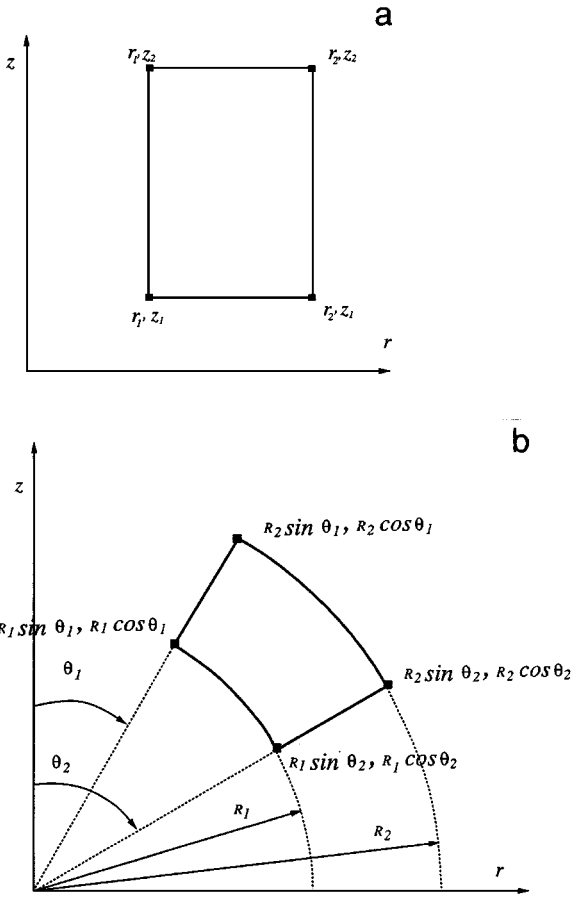 a
z
r₁, z₂ r₂, z₂
r₁, z₁ r₂, z₁
r
b
z
R₂ sin θ₁, R₂ cos θ₁
R₁ sin θ₁, R₁ cos θ₁
θ₁
R₂ sin θ₂, R₂ cos θ₂
θ₂
R₁ sin θ₂, R₁ cos θ₂
R₁
R₂
r